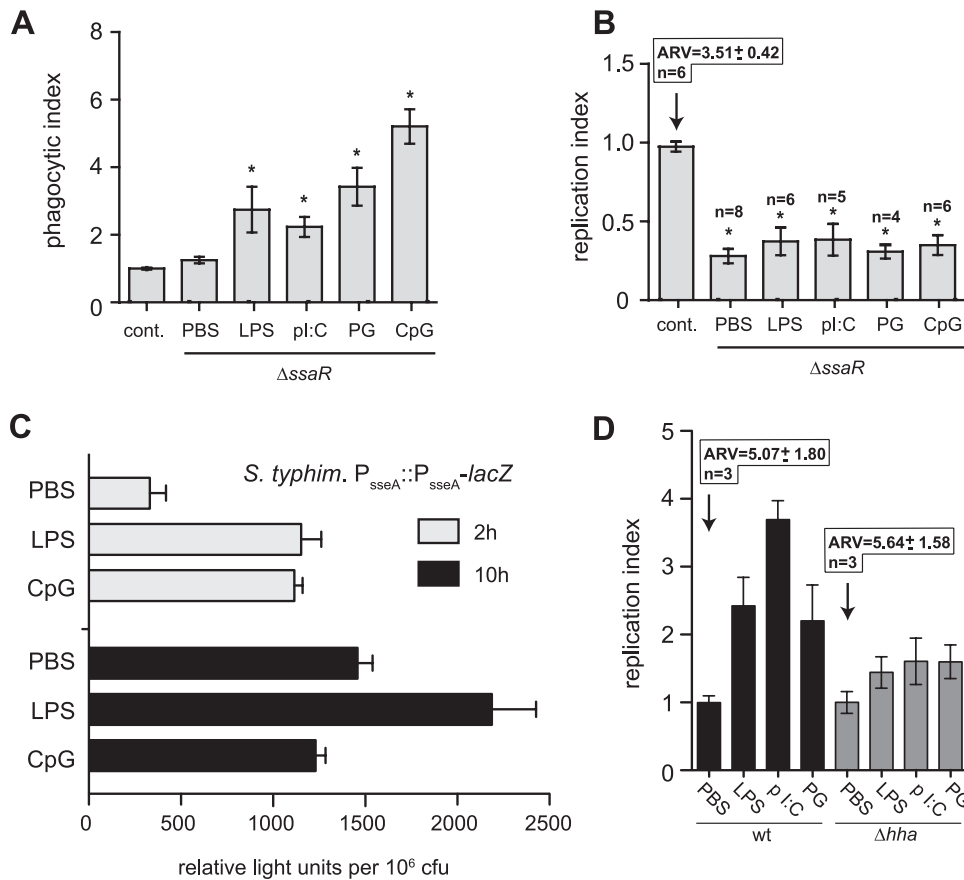 A
phagocytic index
8
6
4
2
0
*
*
*
*
cont.
PBS
LPS
pI:C
PG
CpG
ΔssaR
B
replication index
1.5
1.0
0.5
0
ARV=3.51± 0.42
n=6
n=8
*
n=6
*
n=5
*
n=4
*
n=6
*
cont.
PBS
LPS
pI:C
PG
CpG
ΔssaR
C
S. typhim. PsseA::PsseA-lacZ
2h
10h
PBS
LPS
CpG
PBS
LPS
CpG
0
500
1000
1500
2000
2500
relative light units per 10⁶ cfu
D
replication index
5
4
3
2
1
0
ARV=5.07± 1.80
n=3
ARV=5.64± 1.58
n=3
PBS
LPS
p I:C
PG
PBS
LPS
p I:C
PG
wt
Δhha